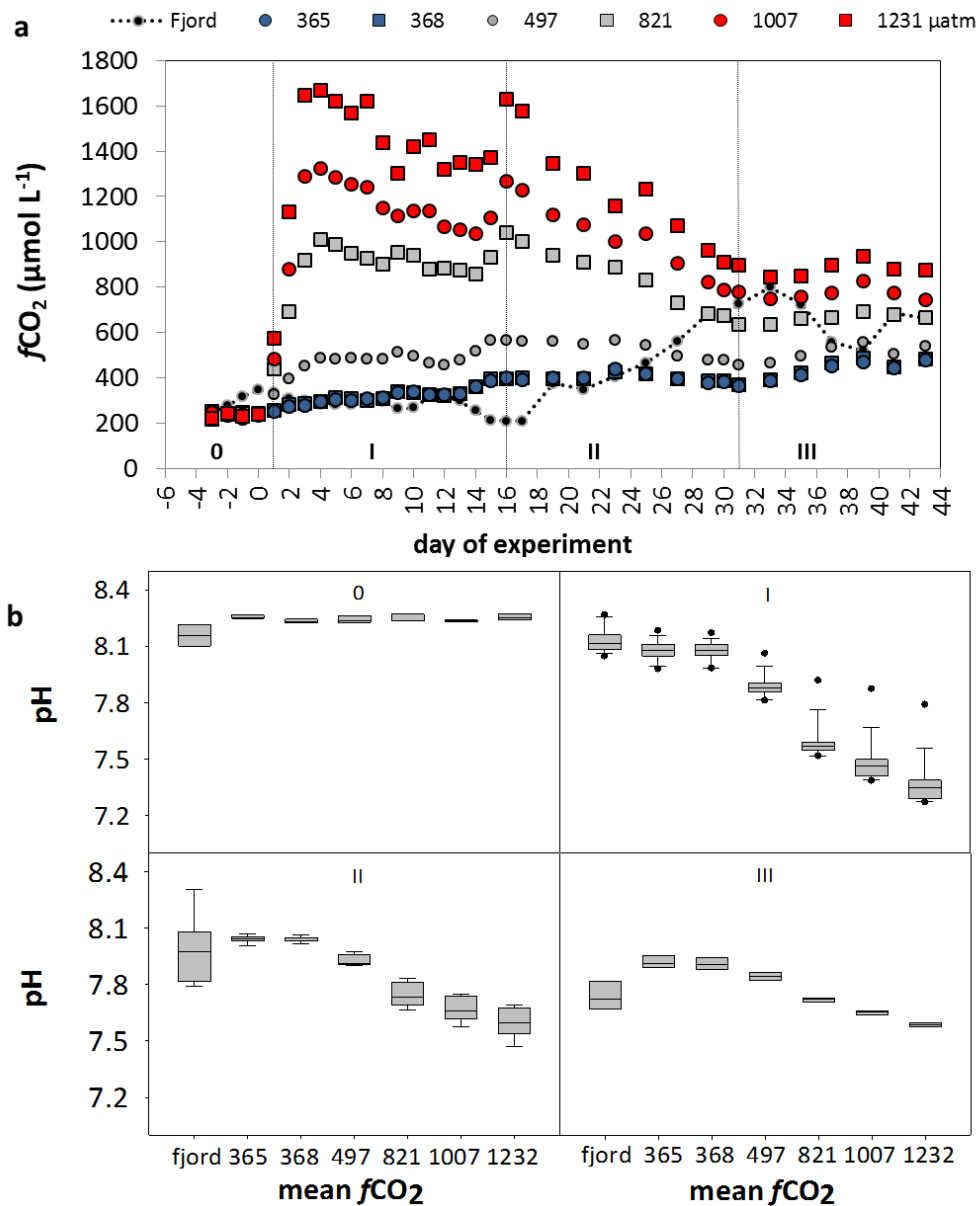 a
Fjord 365 368 497 821 1007 1231 µatm
fCO2 (µmol L-1)
1800
1600
1400
1200
1000
800
600
400
200
0
0 I II III
-6 -4 -2 0 2 4 6 8 10 12 14 16 19 21 24 26 28 30 32 34 36 38 40 42 44
day of experiment
b
0 I
pH
8.4
8.1
7.8
7.5
7.2
II III
pH
8.4
8.1
7.8
7.5
7.2
fjord 365 368 497 821 1007 1232 fjord 365 368 497 821 1007 1232
mean fCO2 mean fCO2